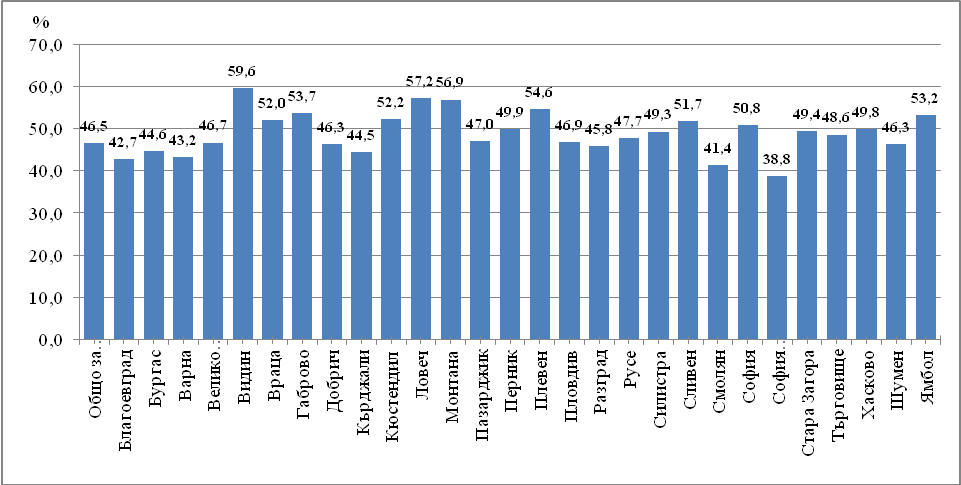 %
70,0
60,0
50,0
40,0
30,0
20,0
10,0
0,0
46,5
42,7
44,6
43,2
46,7
59,6
52,0
53,7
46,3
44,5
52,2
57,2
56,9
47,0
49,9
54,6
46,9
45,8
47,7
49,3
51,7
41,4
50,8
38,8
49,4
48,6
49,8
46,3
53,2
Общо за..
Благоевград
Бургас
Варна
Велико..
Видин
Враца
Габрово
Добрич
Кърджали
Кюстендил
Ловеч
Монтана
Пазарджик
Перник
Плевен
Пловдив
Разград
Русе
Силистра
Сливен
Смолян
София
София..
Стара Загора
Търговище
Хасково
Шумен
Ямбол